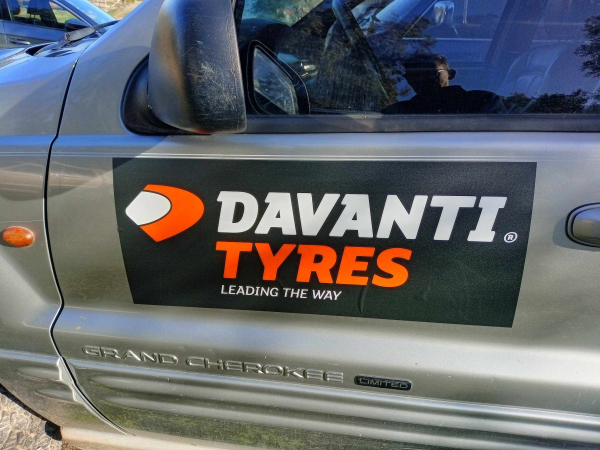 DAVANTI®
TYRES
LEADING THE WAY
GRAND CHEROKEE LIMITED